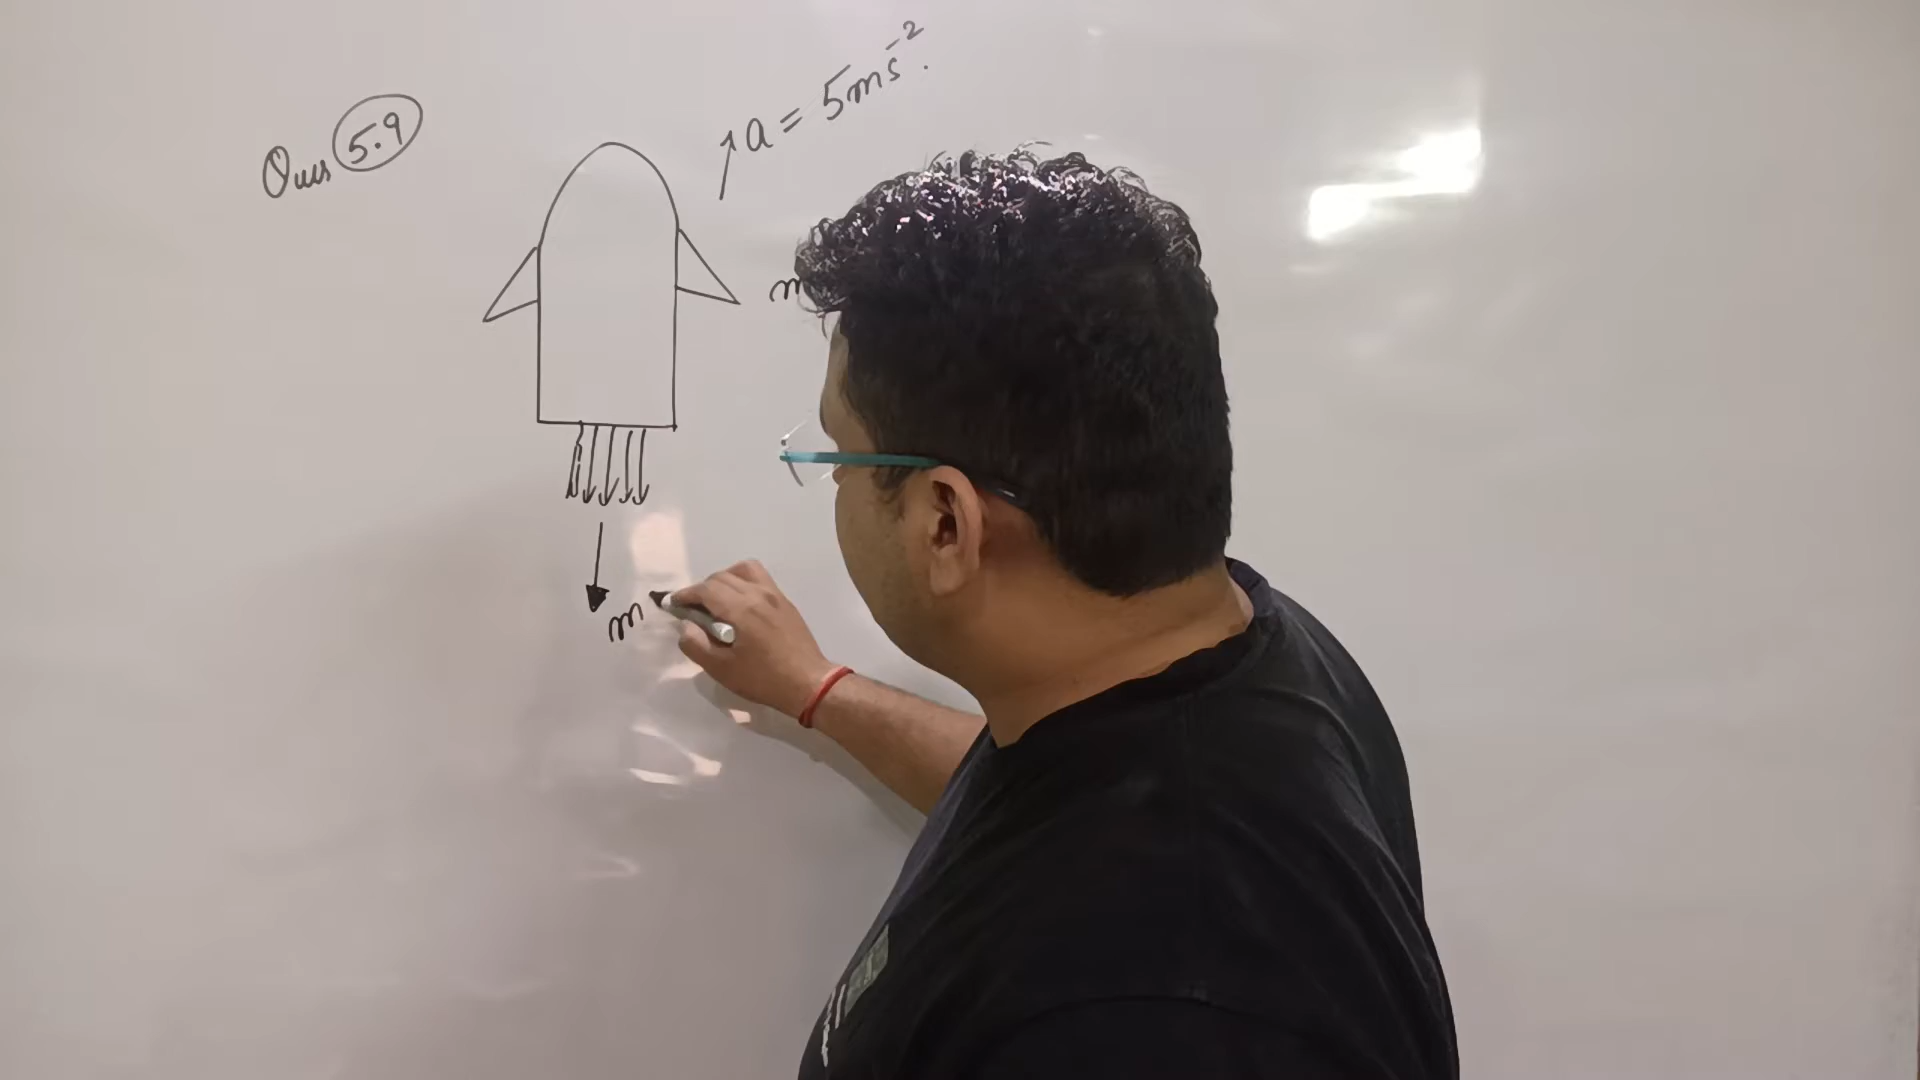 Ques 5.9
a = 5ms⁻².
m
m